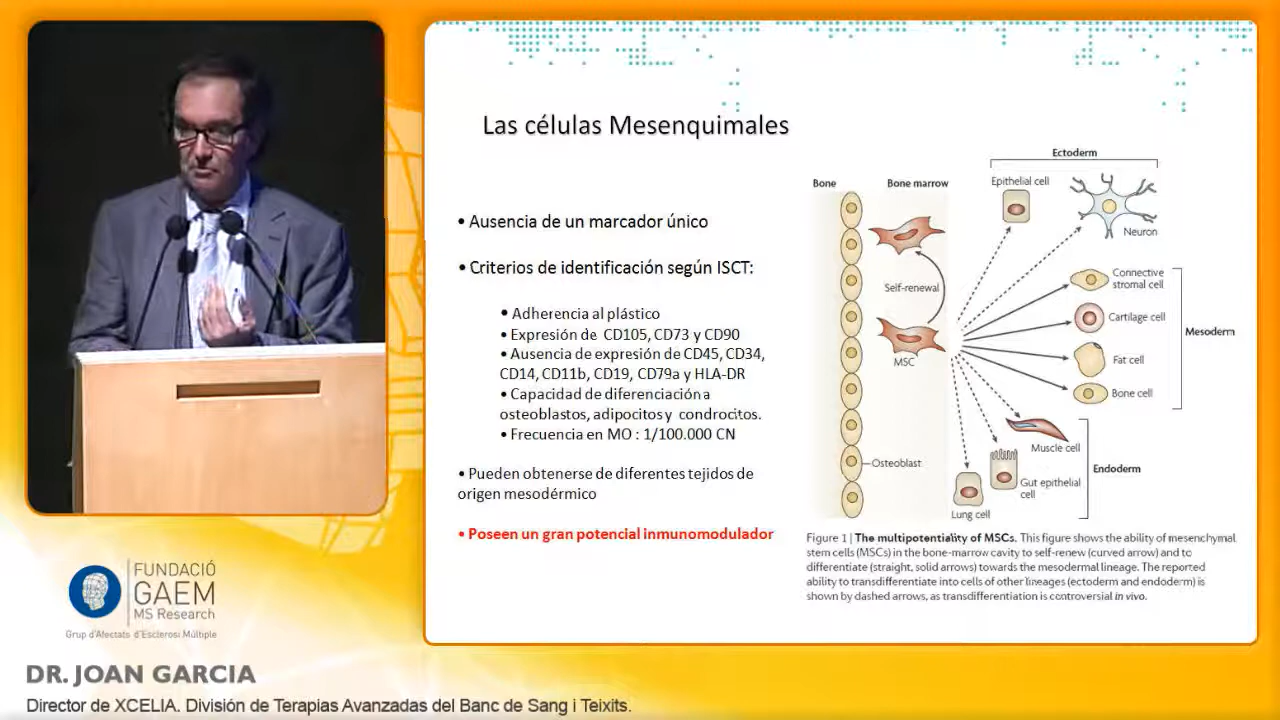 Las células Mesenquimales
• Ausencia de un marcador único
• Criterios de identificación según ISCT:
• Adherencia al plástico
• Expresión de CD105, CD73 y CD90
• Ausencia de expresión de CD45, CD34,
CD14, CD11b, CD19, CD79a y HLA-DR
• Capacidad de diferenciación a
osteoblastos, adipocitos y condrocitos.
• Frecuencia en MO : 1/100.000 CN
• Pueden obtenerse de diferentes tejidos de
origen mesodérmico
• Poseen un gran potencial inmunomodulador
Ectoderm
Bone
Bone marrow
Epithelial cell
Neuron
Self-renewal
MSC
Connective
stromal cell
Cartilage cell
Mesoderm
Fat cell
Bone cell
Muscle cell
Osteoblast
Gut epithelial
cell
Endoderm
Lung cell
Figure 1 | The multipotentiality of MSCs. This figure shows the ability of mesenchymal
stem cells (MSCs) in the bone-marrow cavity to self-renew (curved arrow) and to
differentiate (straight, solid arrows) towards the mesodermal lineage. The reported
ability to transdifferentiate into cells of other lineages (ectoderm and endoderm) is
shown by dashed arrows, as transdifferentiation is controversial in vivo.
FUNDACIÓ
GAEM
MS Research
Grup d'Afectats d'Esclerosi Múltiple
DR. JOAN GARCIA
Director de XCELIA. División de Terapias Avanzadas del Banc de Sang i Teixits.